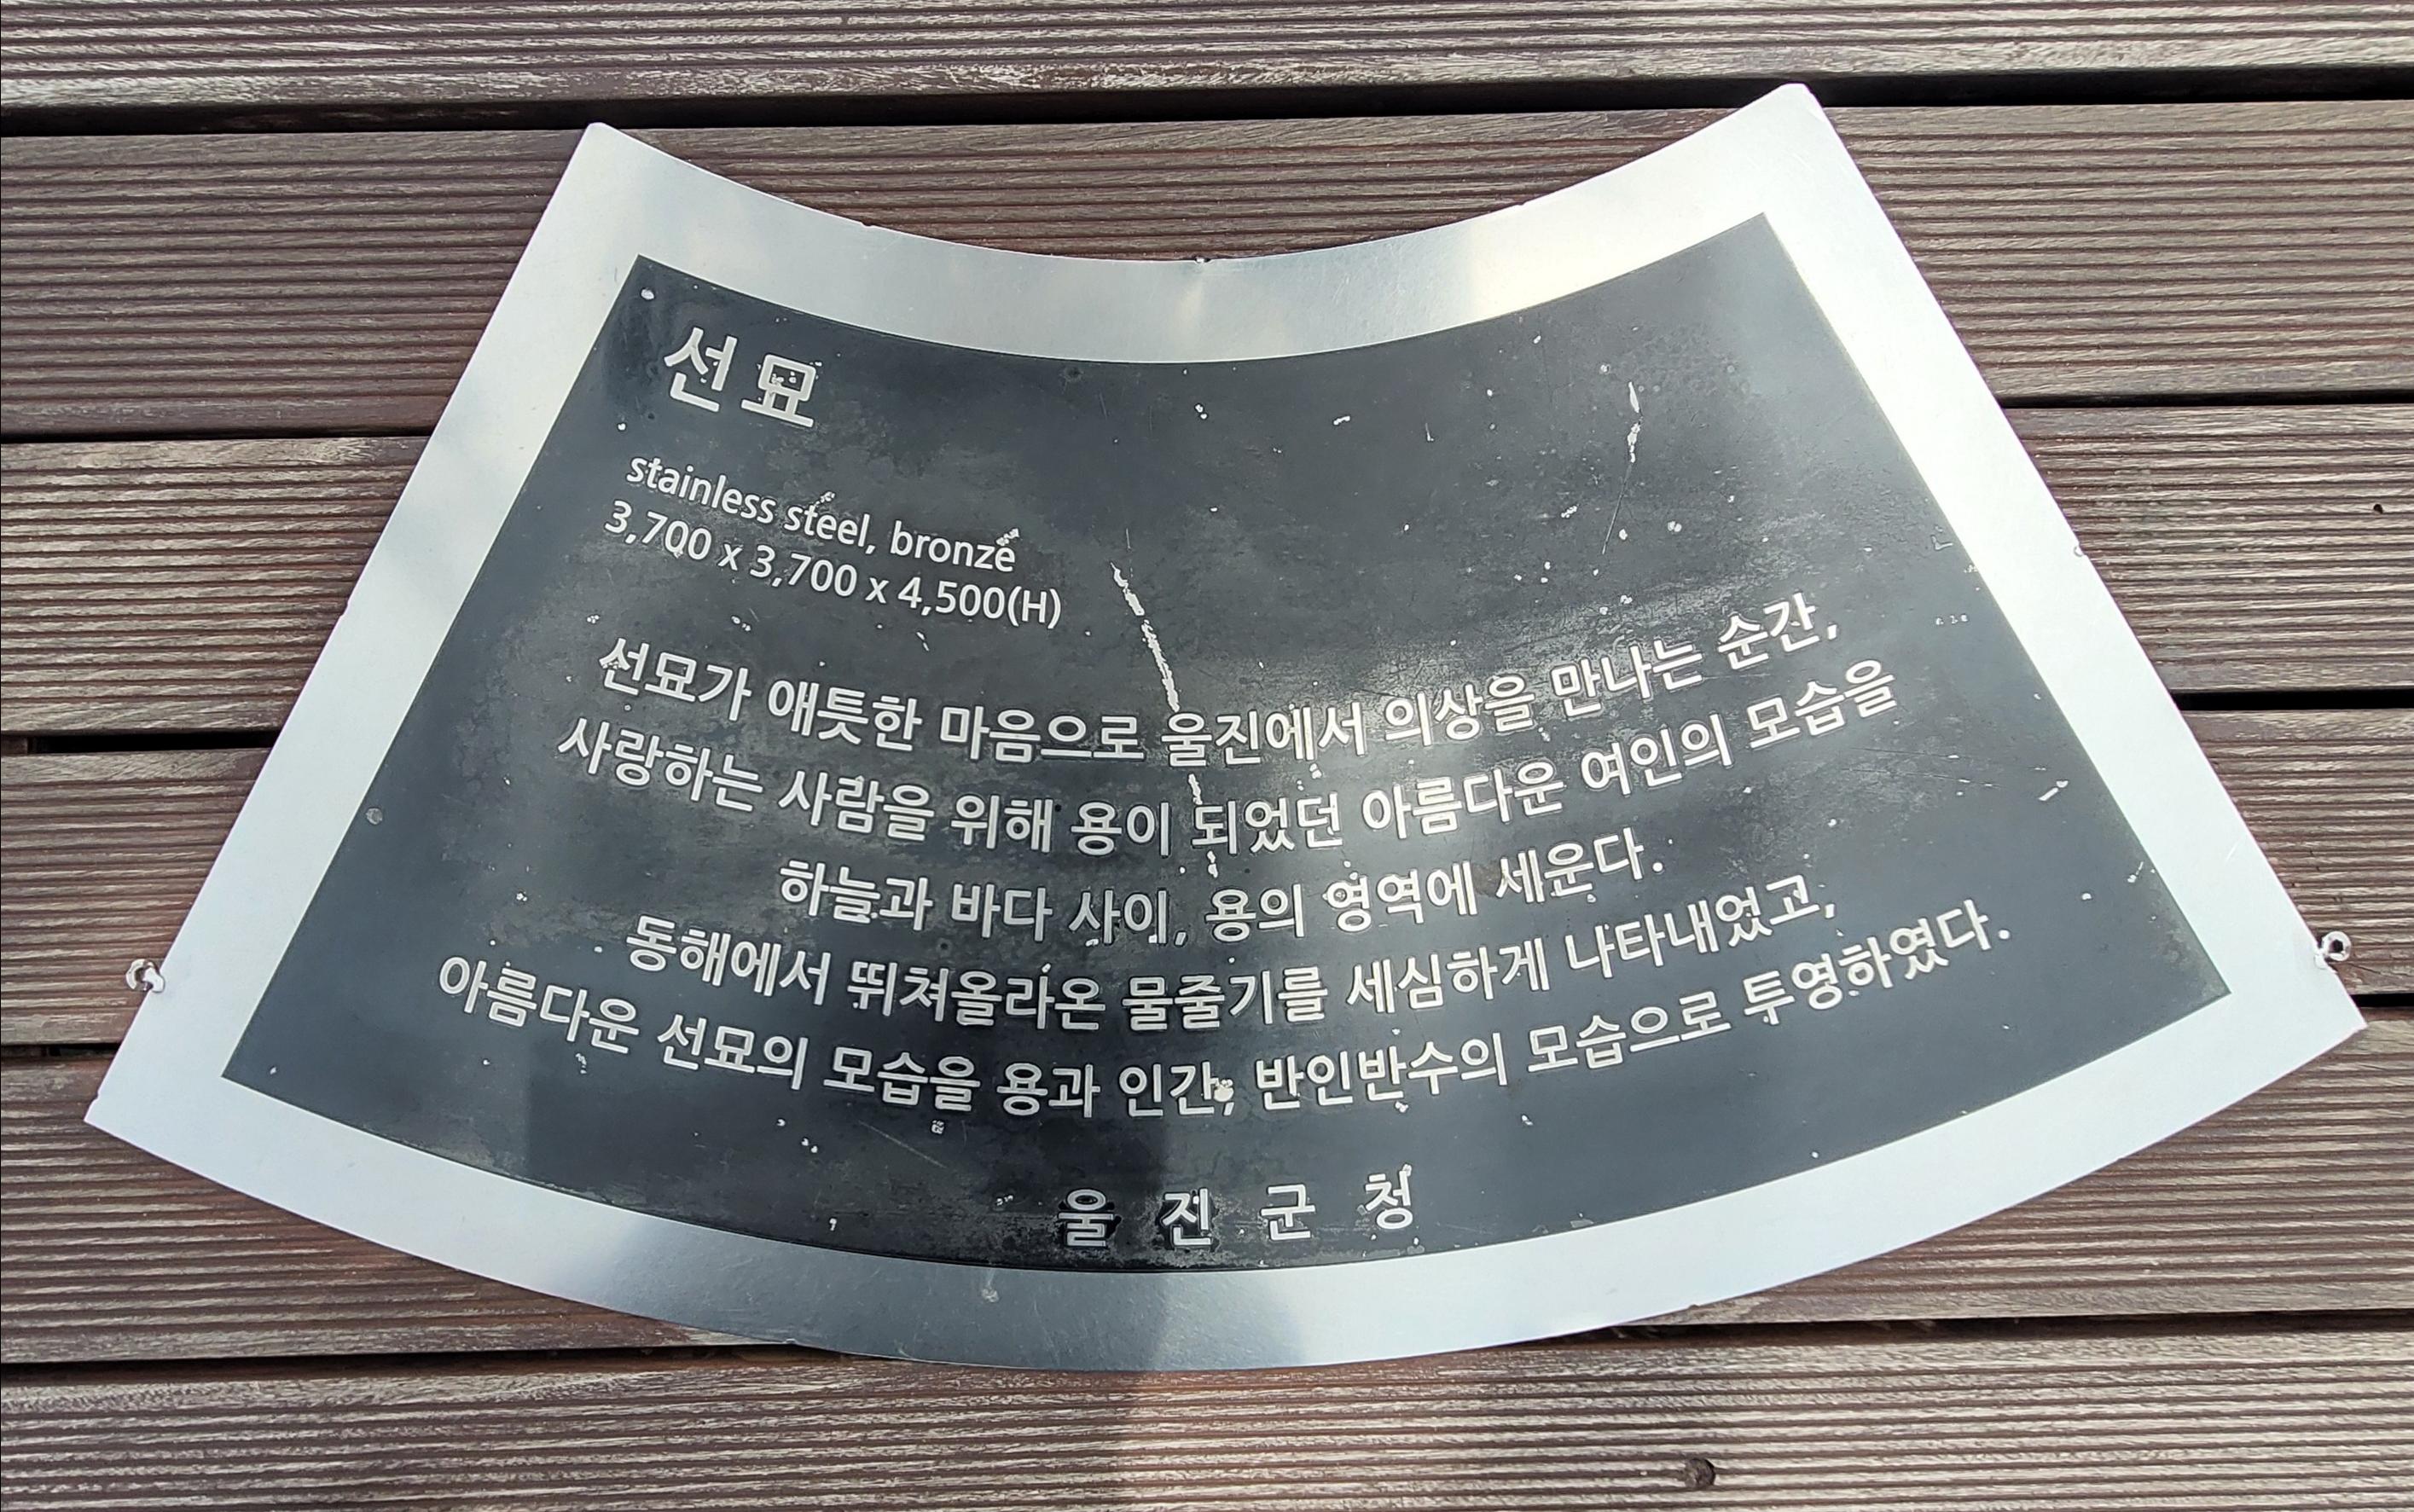 선묘
stainless steel, bronze
3,700 x 3,700 x 4,500(H)
선묘가 애틋한 마음으로 울진에서 의상을 만나는 순간,
사랑하는 사람을 위해 용이 되었던 아름다운 여인의 모습을
하늘과 바다 사이, 용의 영역에 세운다.
동해에서 뛰쳐올라온 물줄기를 세심하게 나타내었고,
아름다운 선묘의 모습을 용과 인간, 반인반수의 모습으로 투영하였다.
울 진 군 청